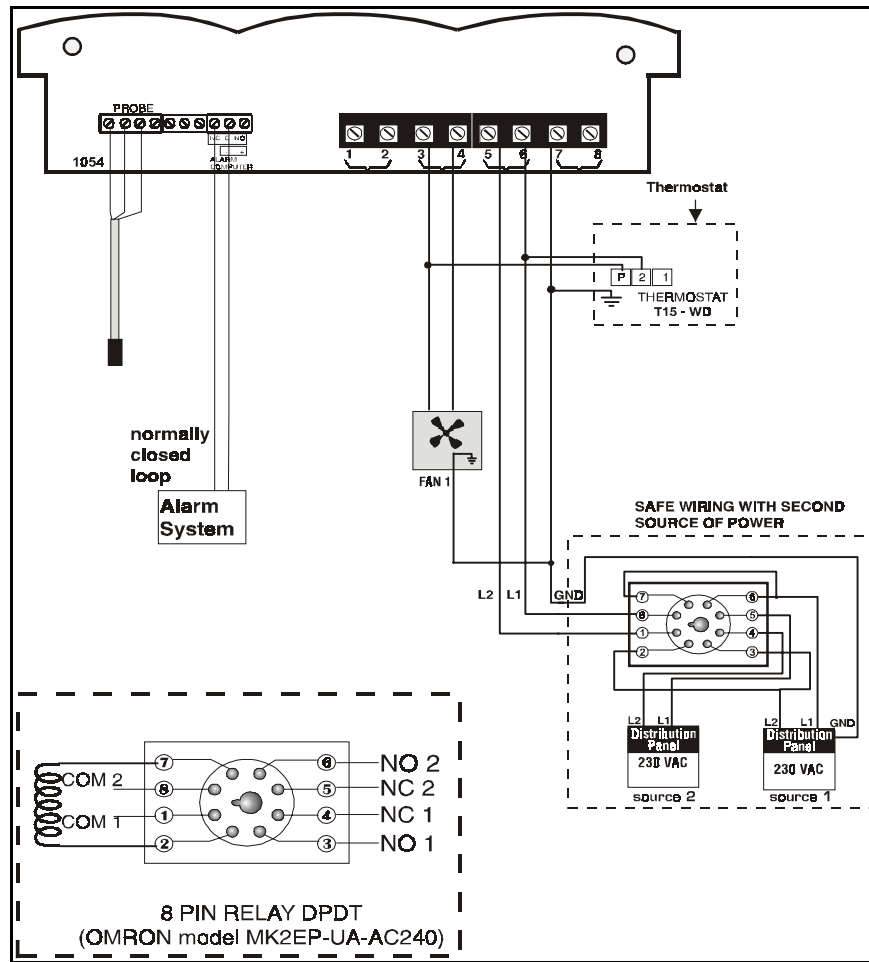 PROBE
NC C NO
- +
1054
ALARM
COMPUTER
1 2 3 4 5 6 7 8
Thermostat
P 2 1
THERMOSTAT
T15 - WD
normally
closed
loop
Alarm
System
FAN 1
SAFE WIRING WITH SECOND
SOURCE OF POWER
L2 L1 GND
7 6
8 5
1 4
2 3
L2 L1
L2 L1 GND
Distribution
Panel
230 VAC
source 2
Distribution
Panel
230 VAC
source 1
7 6 NO 2
COM 2 8 5 NC 2
COM 1 1 4 NC 1
2 3 NO 1
8 PIN RELAY DPDT
(OMRON model MK2EP-UA-AC240)